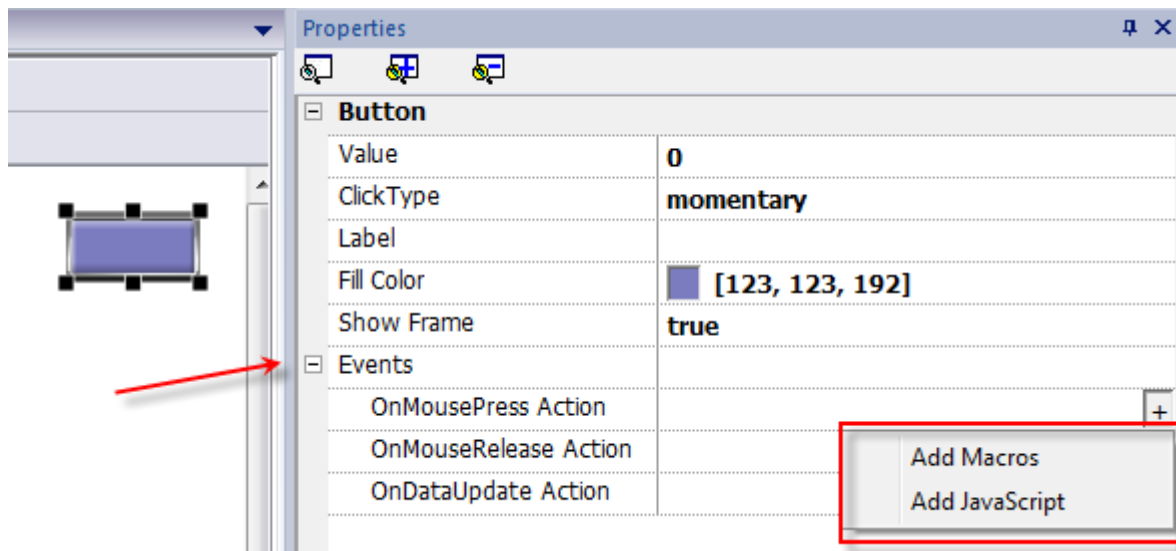 Properties
Button
Value 0
ClickType momentary
Label
Fill Color [123, 123, 192]
Show Frame true
Events
OnMousePress Action +
OnMouseRelease Action
Add Macros
OnDataUpdate Action
Add JavaScript